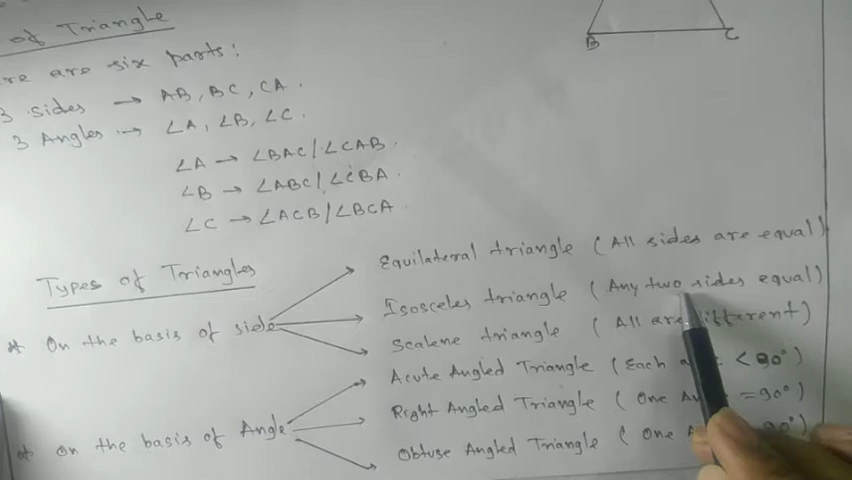 of Triangle
B C
re are six parts:
3 sides → AB, BC, CA.
3 Angles → ∠A, ∠B, ∠C.
∠A → ∠BAC/∠CAB.
∠B → ∠ABC/∠CBA.
∠C → ∠ACB/∠BCA
Types of Triangles
Equilateral triangle (All sides are equal)
Isosceles triangle (Any two sides equal)
* On the basis of side
Scalene triangle (All are different)
Acute Angled Triangle (Each < 90°)
Right Angled Triangle (One = 90°)
* On the basis of Angle
Obtuse Angled Triangle (One 90°)